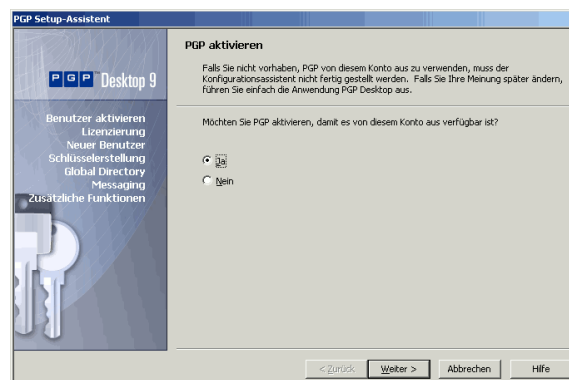 PGP Setup-Assistent
PGP Desktop 9
Benutzer aktivieren
Lizenzierung
Neuer Benutzer
Schlüsselerstellung
Global Directory
Messaging
Zusätzliche Funktionen
PGP aktivieren
Falls Sie nicht vorhaben, PGP von diesem Konto aus zu verwenden, muss der
Konfigurationsassistent nicht fertig gestellt werden. Falls Sie Ihre Meinung später ändern,
führen Sie einfach die Anwendung PGP Desktop aus.
Möchten Sie PGP aktivieren, damit es von diesem Konto aus verfügbar ist?
Ja
Nein
< Zurück
Weiter >
Abbrechen
Hilfe